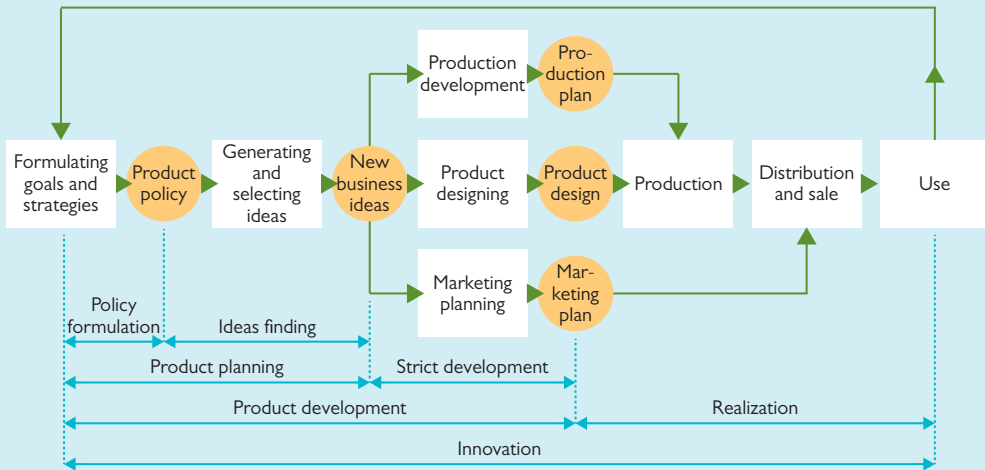 Production
development
Pro-
duction
plan
Formulating
goals and
strategies
Product
policy
Generating
and
selecting
ideas
New
business
ideas
Product
designing
Product
design
Production
Distribution
and sale
Use
Marketing
planning
Mar-
keting
plan
Policy
formulation
Ideas finding
Product planning
Strict development
Product development
Realization
Innovation